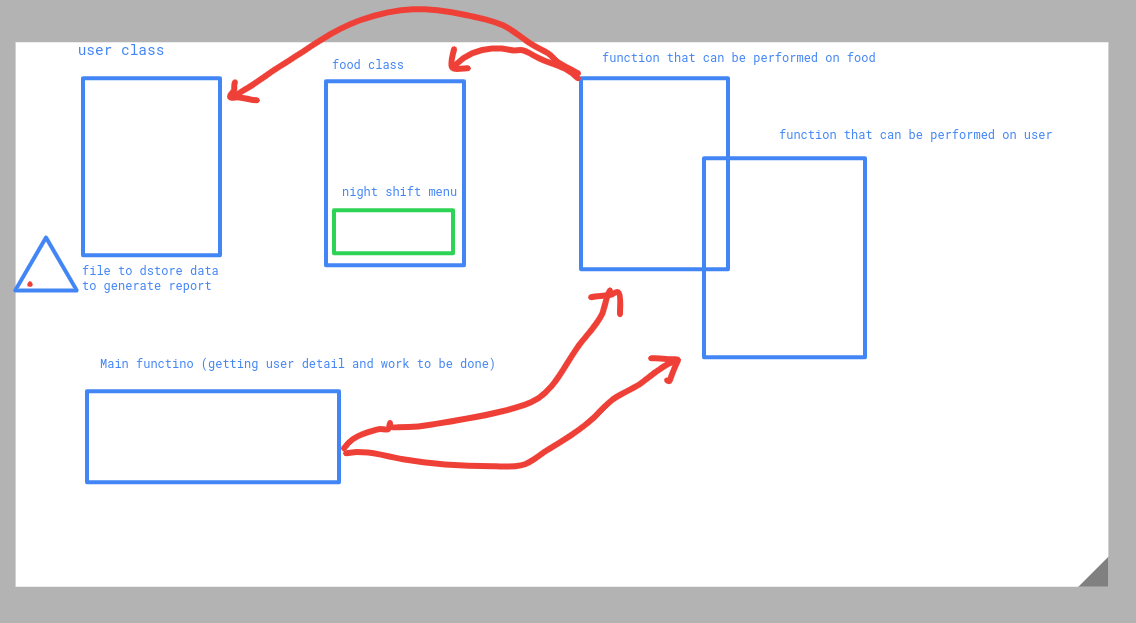 user class
food class
function that can be performed on food
function that can be performed on user
night shift menu
file to dstore data
to generate report
Main functino (getting user detail and work to be done)